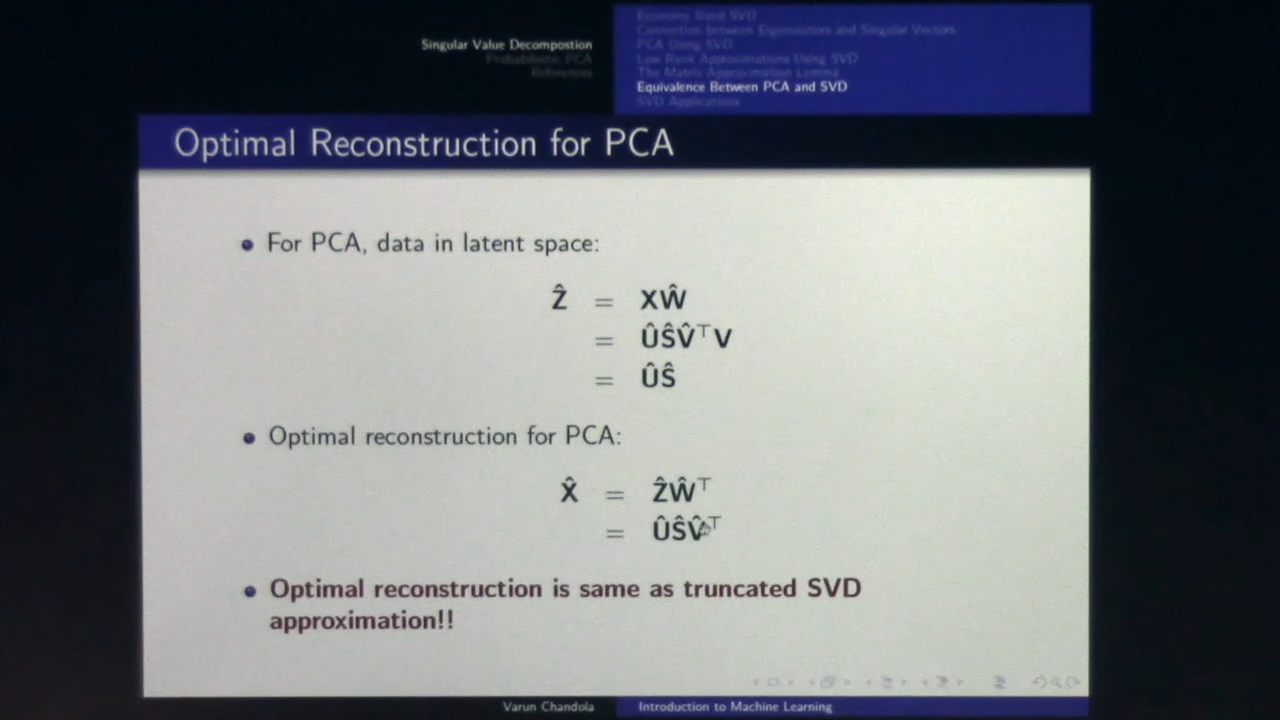 Economy Sized SVD
Singular Value Decompostion
Connection between Eigenvectors and Singular Vectors
Probabilistic PCA
PCA Using SVD
References
Low Rank Approximations Using SVD
The Matrix Approximation Lemma
Equivalence Between PCA and SVD
SVD Applications
Optimal Reconstruction for PCA
• For PCA, data in latent space:
Ẑ = XŴ
= ÛŜV̂⊤V
= ÛŜ
• Optimal reconstruction for PCA:
X̂ = ẐŴ⊤
= ÛŜV̂⊤
• Optimal reconstruction is same as truncated SVD
approximation!!
Varun Chandola
Introduction to Machine Learning